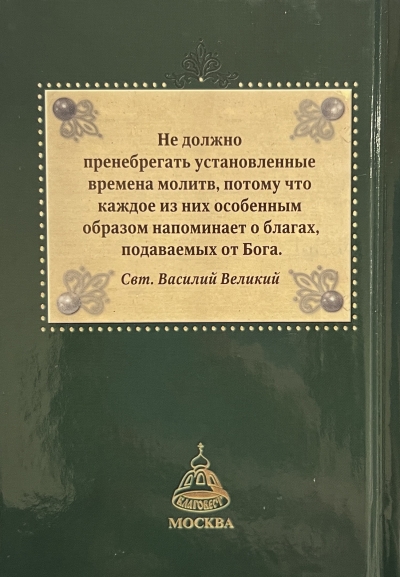 Не должно
пренебрегать установленные
времена молитв, потому что
каждое из них особенным
образом напоминает о благах,
подаваемых от Бога.
Свт. Василий Великий
БЛАГОВЕСТ
МОСКВА